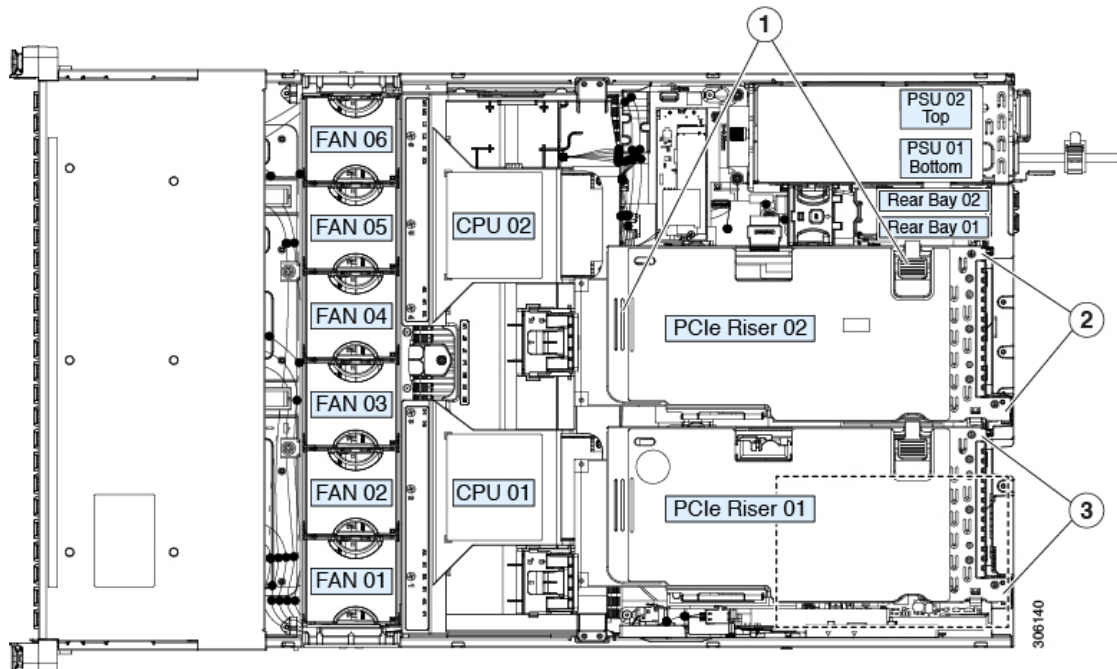 1
PSU 02
Top
FAN 06
PSU 01
Bottom
Rear Bay 02
FAN 05
CPU 02
Rear Bay 01
FAN 04
PCIe Riser 02
2
FAN 03
FAN 02
CPU 01
PCIe Riser 01
3
FAN 01
306140